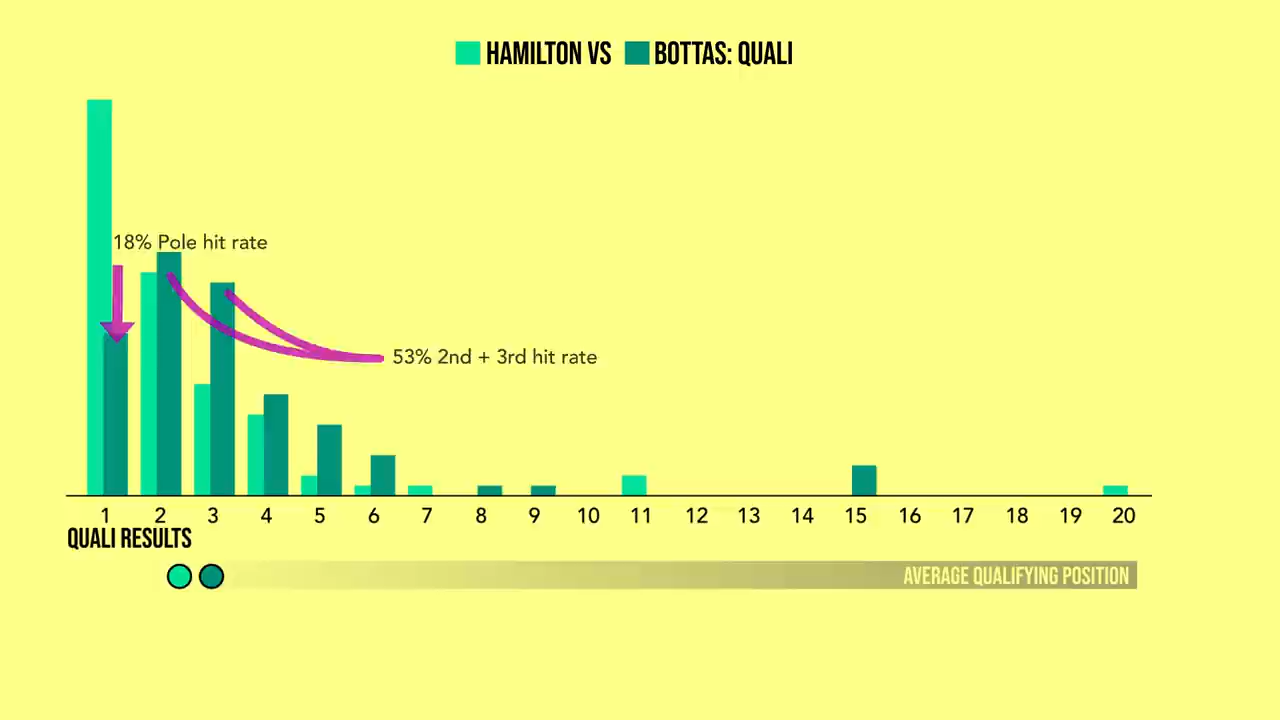 HAMILTON VS BOTTAS: QUALI
18% Pole hit rate
53% 2nd + 3rd hit rate
1 2 3 4 5 6 7 8 9 10 11 12 13 14 15 16 17 18 19 20
QUALI RESULTS
AVERAGE QUALIFYING POSITION